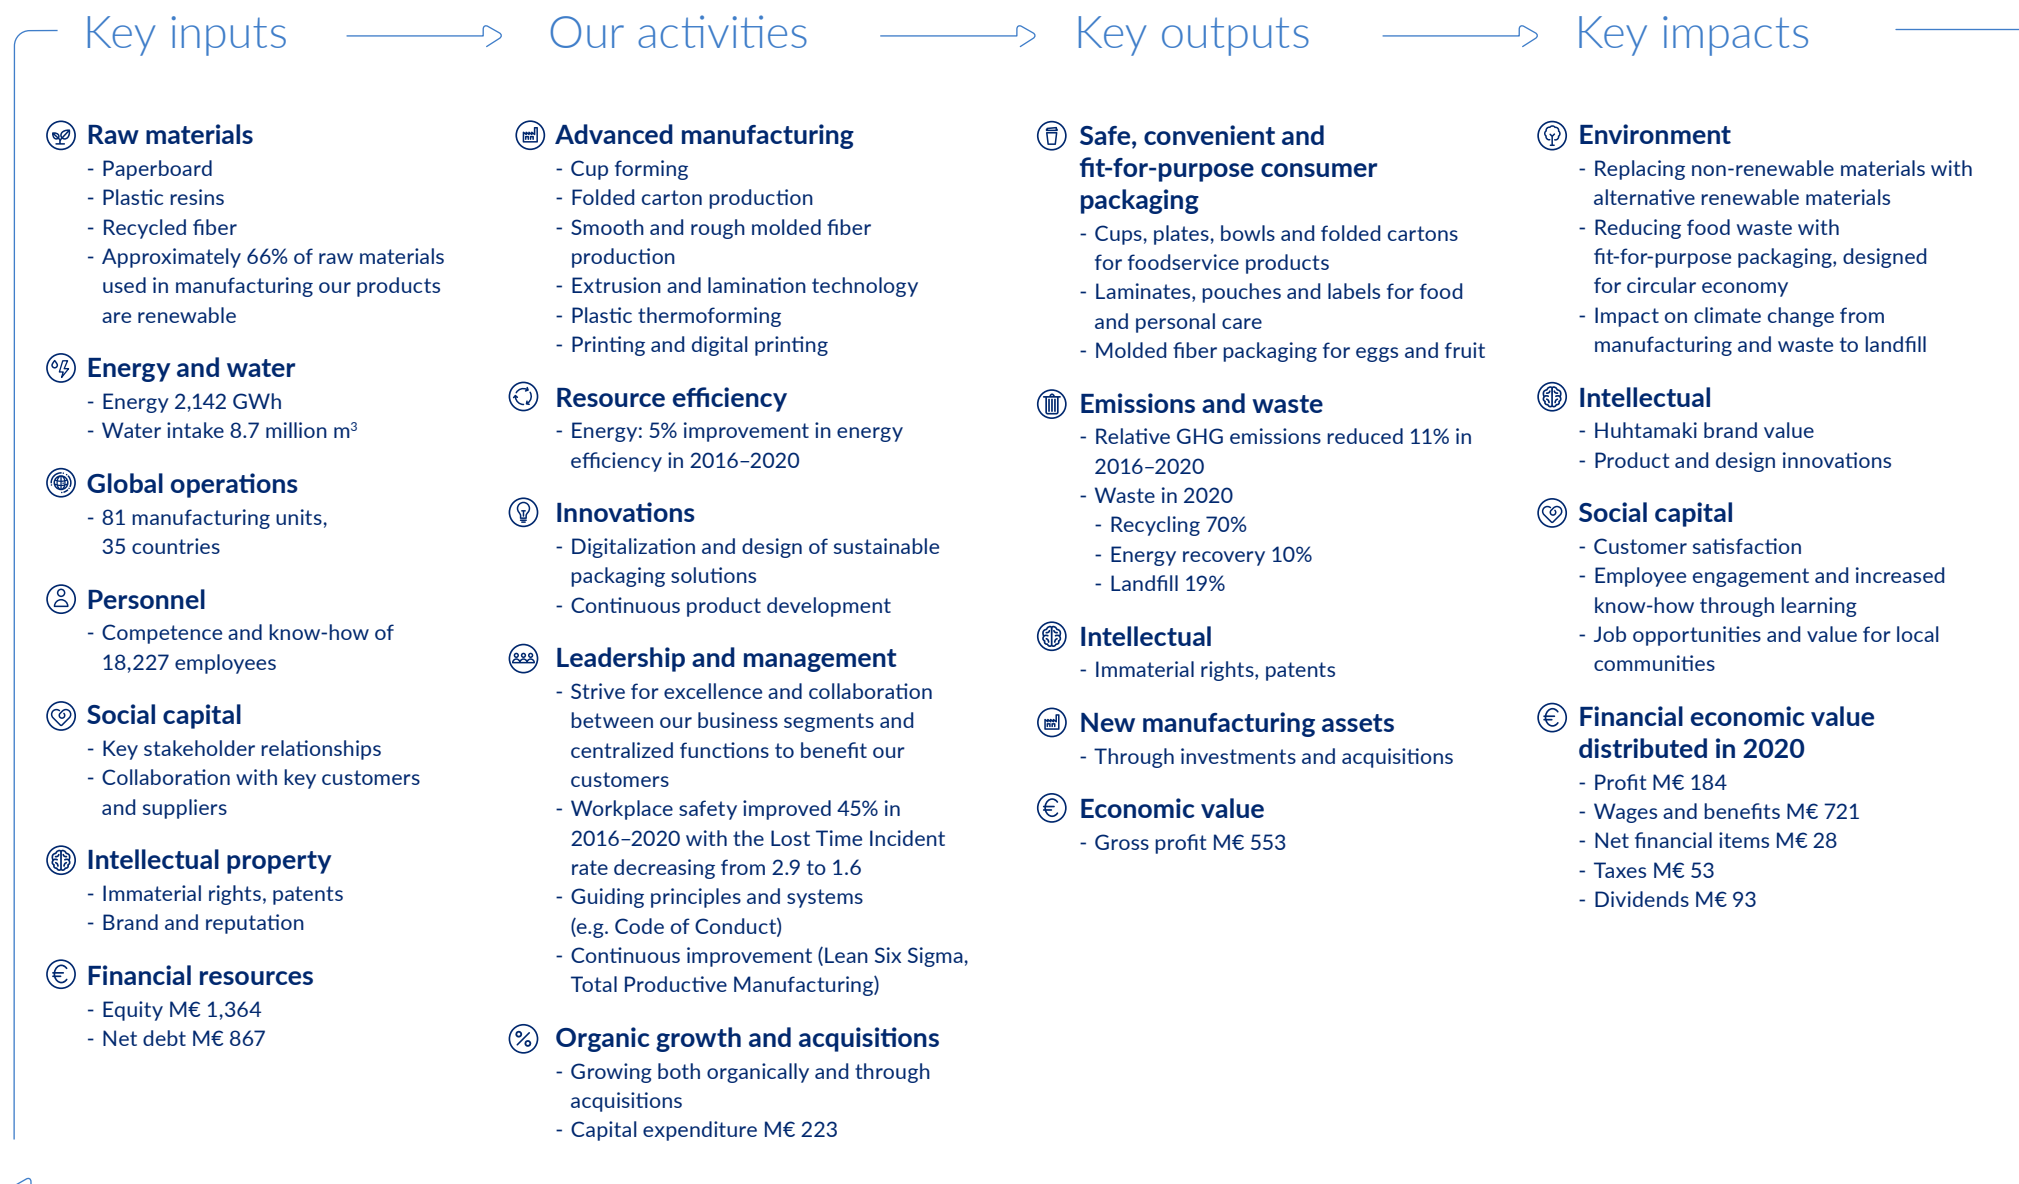 Key inputs
Our activities
Key outputs
Key impacts
Raw materials
- Paperboard
- Plastic resins
- Recycled fiber
- Approximately 66% of raw materials
used in manufacturing our products
are renewable
Energy and water
- Energy 2,142 GWh
- Water intake 8.7 million m³
Global operations
- 81 manufacturing units,
35 countries
Personnel
- Competence and know-how of
18,227 employees
Social capital
- Key stakeholder relationships
- Collaboration with key customers
and suppliers
Intellectual property
- Immaterial rights, patents
- Brand and reputation
Financial resources
- Equity M€ 1,364
- Net debt M€ 867
Advanced manufacturing
- Cup forming
- Folded carton production
- Smooth and rough molded fiber
production
- Extrusion and lamination technology
- Plastic thermoforming
- Printing and digital printing
Resource efficiency
- Energy: 5% improvement in energy
efficiency in 2016–2020
Innovations
- Digitalization and design of sustainable
packaging solutions
- Continuous product development
Leadership and management
- Strive for excellence and collaboration
between our business segments and
centralized functions to benefit our
customers
- Workplace safety improved 45% in
2016–2020 with the Lost Time Incident
rate decreasing from 2.9 to 1.6
- Guiding principles and systems
(e.g. Code of Conduct)
- Continuous improvement (Lean Six Sigma,
Total Productive Manufacturing)
Organic growth and acquisitions
- Growing both organically and through
acquisitions
- Capital expenditure M€ 223
Safe, convenient and
fit-for-purpose consumer
packaging
- Cups, plates, bowls and folded cartons
for foodservice products
- Laminates, pouches and labels for food
and personal care
- Molded fiber packaging for eggs and fruit
Emissions and waste
- Relative GHG emissions reduced 11% in
2016–2020
- Waste in 2020
- Recycling 70%
- Energy recovery 10%
- Landfill 19%
Intellectual
- Immaterial rights, patents
New manufacturing assets
- Through investments and acquisitions
Economic value
- Gross profit M€ 553
Environment
- Replacing non-renewable materials with
alternative renewable materials
- Reducing food waste with
fit-for-purpose packaging, designed
for circular economy
- Impact on climate change from
manufacturing and waste to landfill
Intellectual
- Huhtamaki brand value
- Product and design innovations
Social capital
- Customer satisfaction
- Employee engagement and increased
know-how through learning
- Job opportunities and value for local
communities
Financial economic value
distributed in 2020
- Profit M€ 184
- Wages and benefits M€ 721
- Net financial items M€ 28
- Taxes M€ 53
- Dividends M€ 93